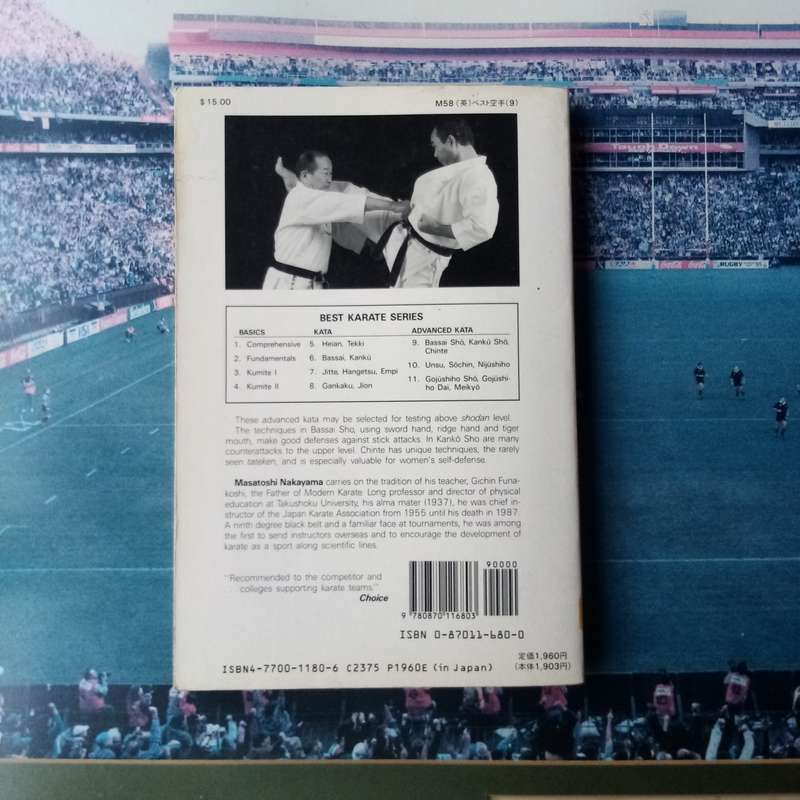 $15.00
M58 (英)ベスト空手(9)
BEST KARATE SERIES
BASICS
1. Comprehensive
2. Fundamentals
3. Kumite I
4. Kumite II
KATA
5. Heian, Tekki
6. Bassai, Kankū
7. Jitte, Hangetsu, Empi
8. Gankaku, Jion
ADVANCED KATA
9. Bassai Shō, Kankū Shō,
Chinte
10. Unsu, Sōchin, Nijūshiho
11. Gojūshiho Shō, Gojūshi-
ho Dai, Meikyō
These advanced kata may be selected for testing above shodan level.
The techniques in Bassai Sho, using sword hand, ridge hand and tiger
mouth, make good defenses against stick attacks. In Kankō Sho are many
counterattacks to the upper level. Chinte has unique techniques, the rarely
seen tateken, and is especially valuable for women's self-defense.
Masatoshi Nakayama carries on the tradition of his teacher, Gichin Funa-
koshi, the Father of Modern Karate. Long professor and director of physical
education at Takushoku University, his alma mater (1937), he was chief in-
structor of the Japan Karate Association from 1955 until his death in 1987.
A ninth degree black belt and a familiar face at tournaments, he was among
the first to send instructors overseas and to encourage the development of
karate as a sport along scientific lines.
"Recommended to the competitor and
. . . colleges supporting karate teams."
Choice
90000
9 780870 116803
ISBN 0-87011-680-0
定価1,960円
(本体1,903円)
ISBN4-7700-1180-6 C2375 P1960E (in Japan)
Touch Down
Coca-Cola
RUGBY